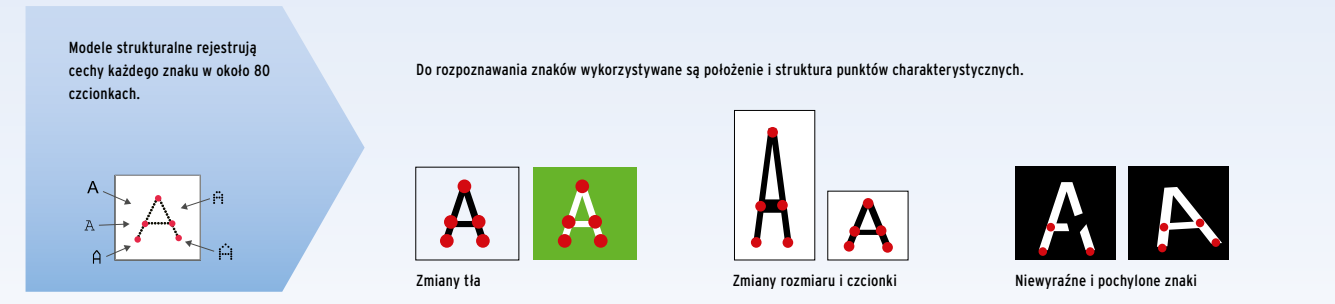 Modele strukturalne rejestrują
cechy każdego znaku w około 80
czcionkach.
A
A
A
A
A
Do rozpoznawania znaków wykorzystywane są położenie i struktura punktów charakterystycznych.
A
A
A
A
A
A
Zmiany tła
Zmiany rozmiaru i czcionki
Niewyraźne i pochylone znaki